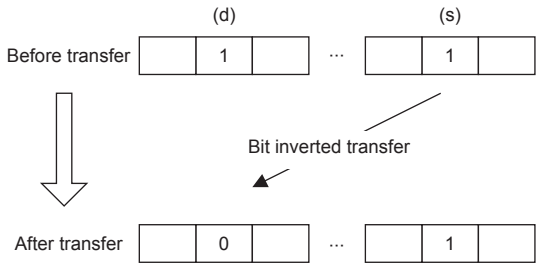 (d) (s)
Before transfer 1 ... 1
Bit inverted transfer
After transfer 0 ... 1